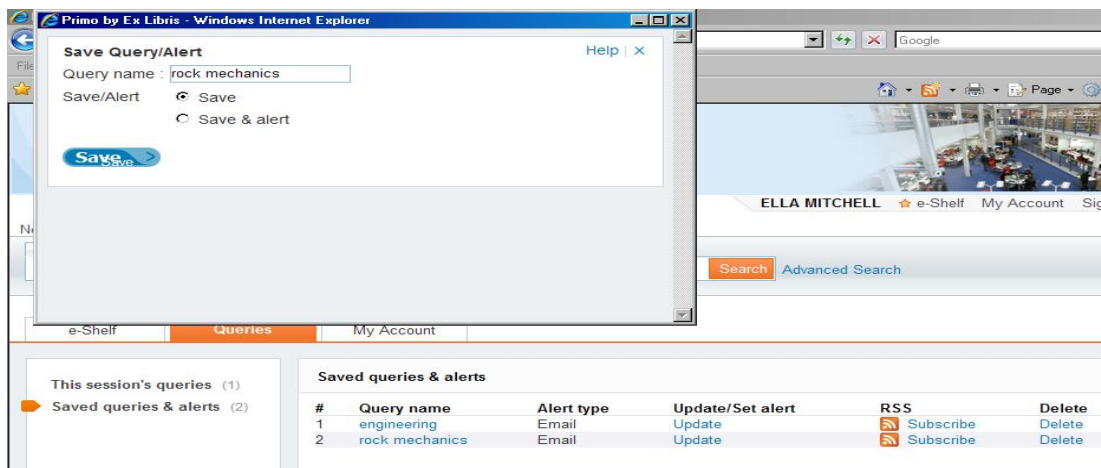 Primo by Ex Libris - Windows Internet Explorer
Save Query/Alert
Help | ×
Query name : rock mechanics
Save/Alert
Save
Save & alert
Save
Google
Page
ELLA MITCHELL e-Shelf My Account
Search Advanced Search
e-Shelf Queries My Account
This session's queries (1)
Saved queries & alerts (2)
Saved queries & alerts
# Query name Alert type Update/Set alert RSS Delete
1 engineering Email Update Subscribe Delete
2 rock mechanics Email Update Subscribe Delete